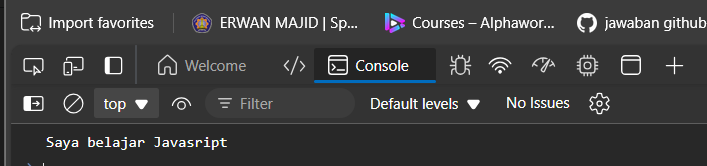 Import favorites ERWAN MAJID | Sp... Courses – Alphawor... jawaban github
Welcome Console
top Filter Default levels No Issues
Saya belajar Javasript